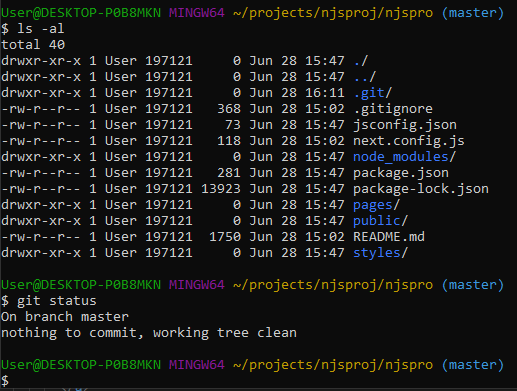 User@DESKTOP-P0B8MKN MINGW64 ~/projects/njsproj/njspro (master)
$ ls -al
total 40
drwxr-xr-x 1 User 197121     0 Jun 28 15:47 ./
drwxr-xr-x 1 User 197121     0 Jun 28 15:47 ../
drwxr-xr-x 1 User 197121     0 Jun 28 16:11 .git/
-rw-r--r-- 1 User 197121   368 Jun 28 15:02 .gitignore
-rw-r--r-- 1 User 197121    73 Jun 28 15:47 jsconfig.json
-rw-r--r-- 1 User 197121   118 Jun 28 15:02 next.config.js
drwxr-xr-x 1 User 197121     0 Jun 28 15:47 node_modules/
-rw-r--r-- 1 User 197121   281 Jun 28 15:47 package.json
-rw-r--r-- 1 User 197121 13923 Jun 28 15:47 package-lock.json
drwxr-xr-x 1 User 197121     0 Jun 28 15:47 pages/
drwxr-xr-x 1 User 197121     0 Jun 28 15:47 public/
-rw-r--r-- 1 User 197121  1750 Jun 28 15:02 README.md
drwxr-xr-x 1 User 197121     0 Jun 28 15:47 styles/
User@DESKTOP-P0B8MKN MINGW64 ~/projects/njsproj/njspro (master)
$ git status
On branch master
nothing to commit, working tree clean
User@DESKTOP-P0B8MKN MINGW64 ~/projects/njsproj/njspro (master)
$